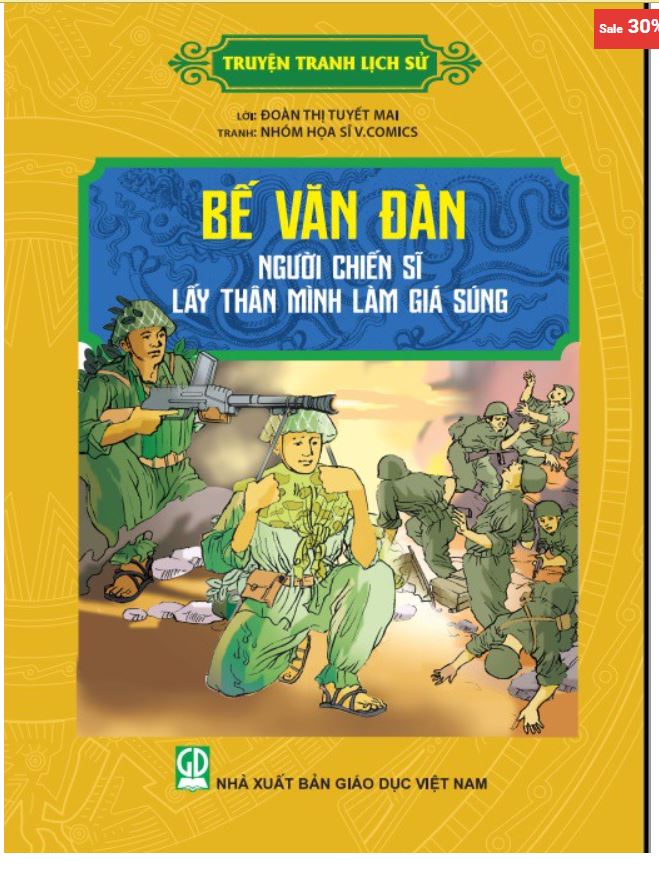 Sale 30%
TRUYỆN TRANH LỊCH SỬ
LỜI: ĐOÀN THỊ TUYẾT MAI
TRANH: NHÓM HỌA SĨ V.COMICS
BẾ VĂN ĐÀN
NGƯỜI CHIẾN SĨ
LẤY THÂN MÌNH LÀM GIÁ SÚNG
GD
NHÀ XUẤT BẢN GIÁO DỤC VIỆT NAM